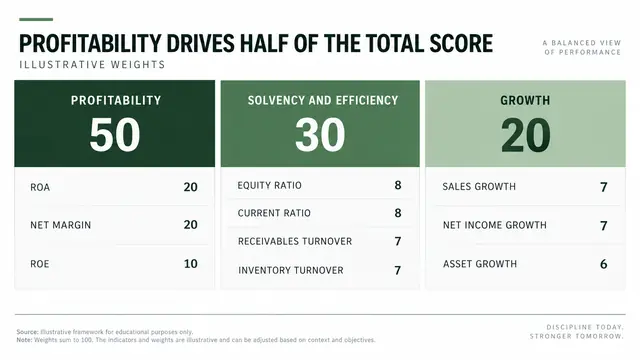 PROFITABILITY DRIVES HALF OF THE TOTAL SCORE
ILLUSTRATIVE WEIGHTS
A BALANCED VIEW
OF PERFORMANCE
PROFITABILITY
50
ROA 20
NET MARGIN 20
ROE 10
SOLVENCY AND EFFICIENCY
30
EQUITY RATIO 8
CURRENT RATIO 8
RECEIVABLES TURNOVER 7
INVENTORY TURNOVER 7
GROWTH
20
SALES GROWTH 7
NET INCOME GROWTH 7
ASSET GROWTH 6
Source: Illustrative framework for educational purposes only.
Note: Weights sum to 100. The indicators and weights are illustrative and can be adjusted based on context and objectives.
DISCIPLINE TODAY.
STRONGER TOMORROW.